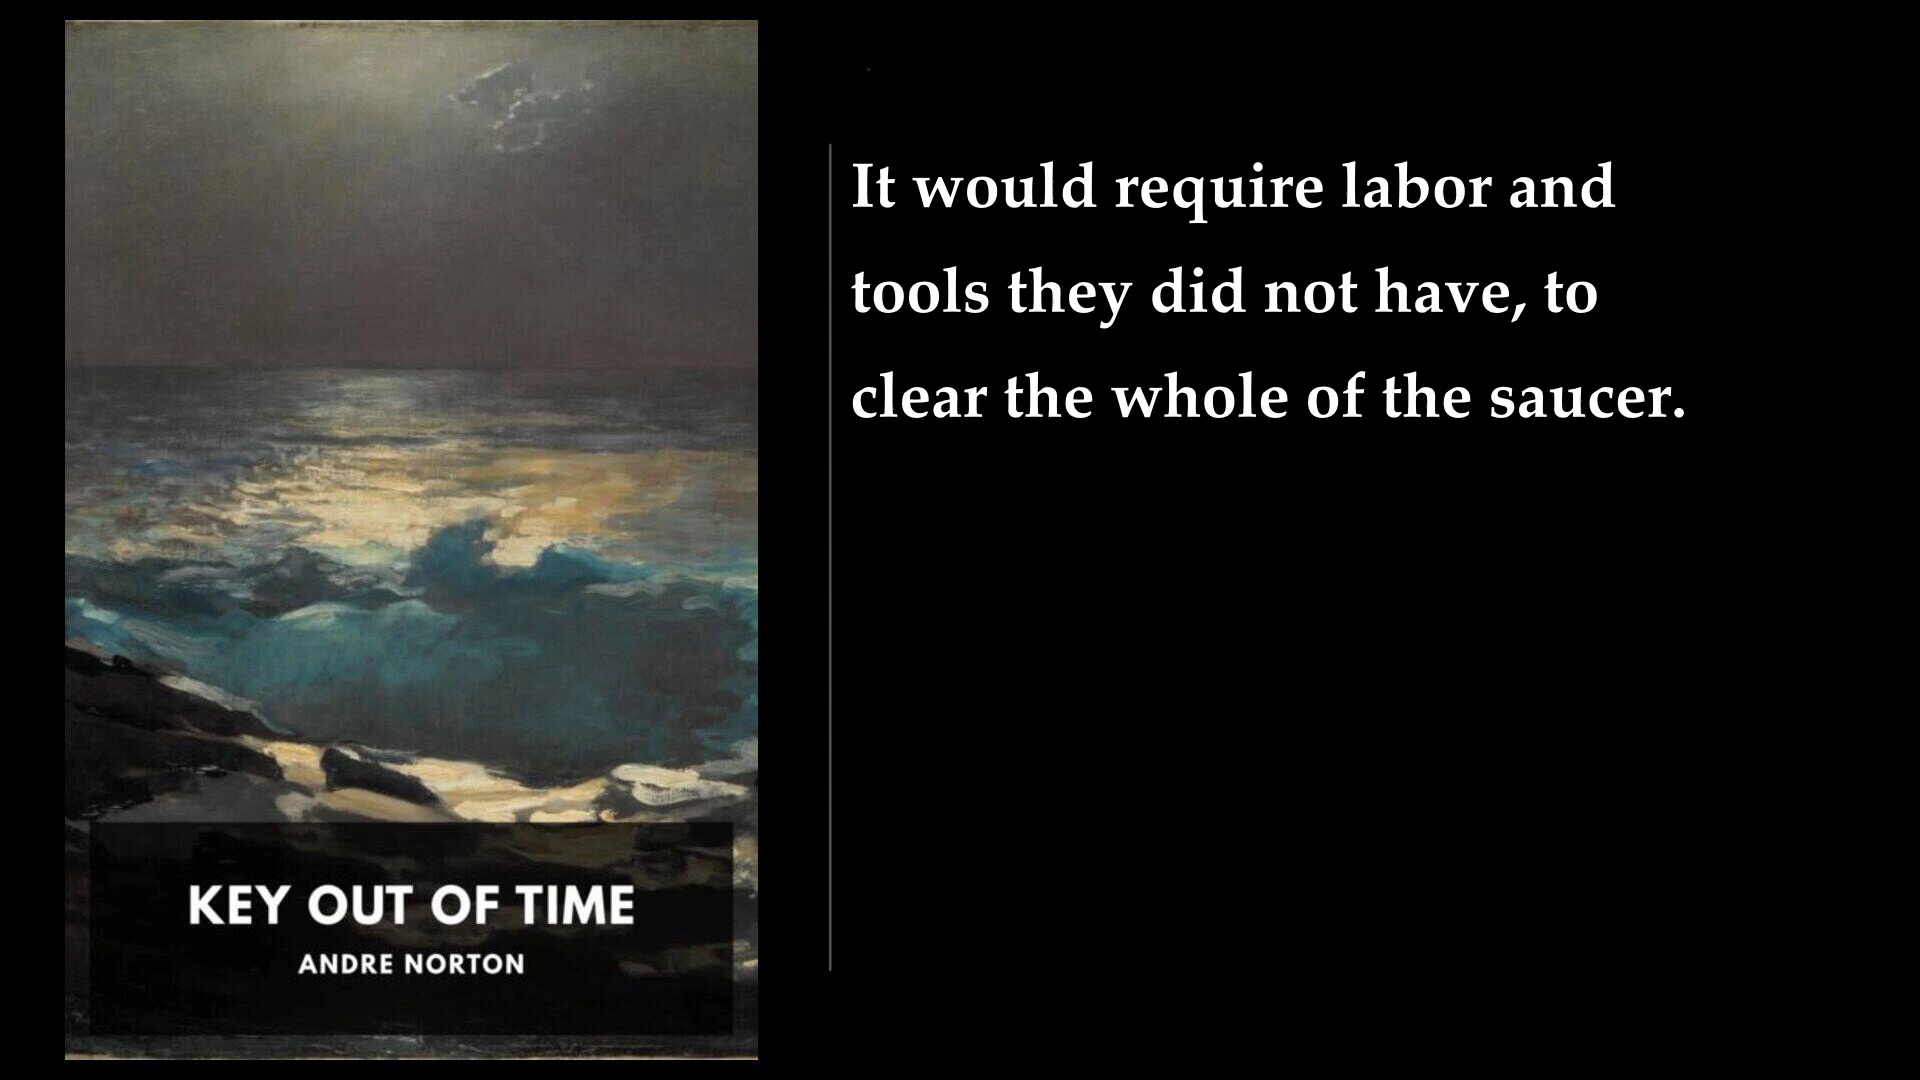 It would require labor and
tools they did not have, to
clear the whole of the saucer.
KEY OUT OF TIME
ANDRE NORTON